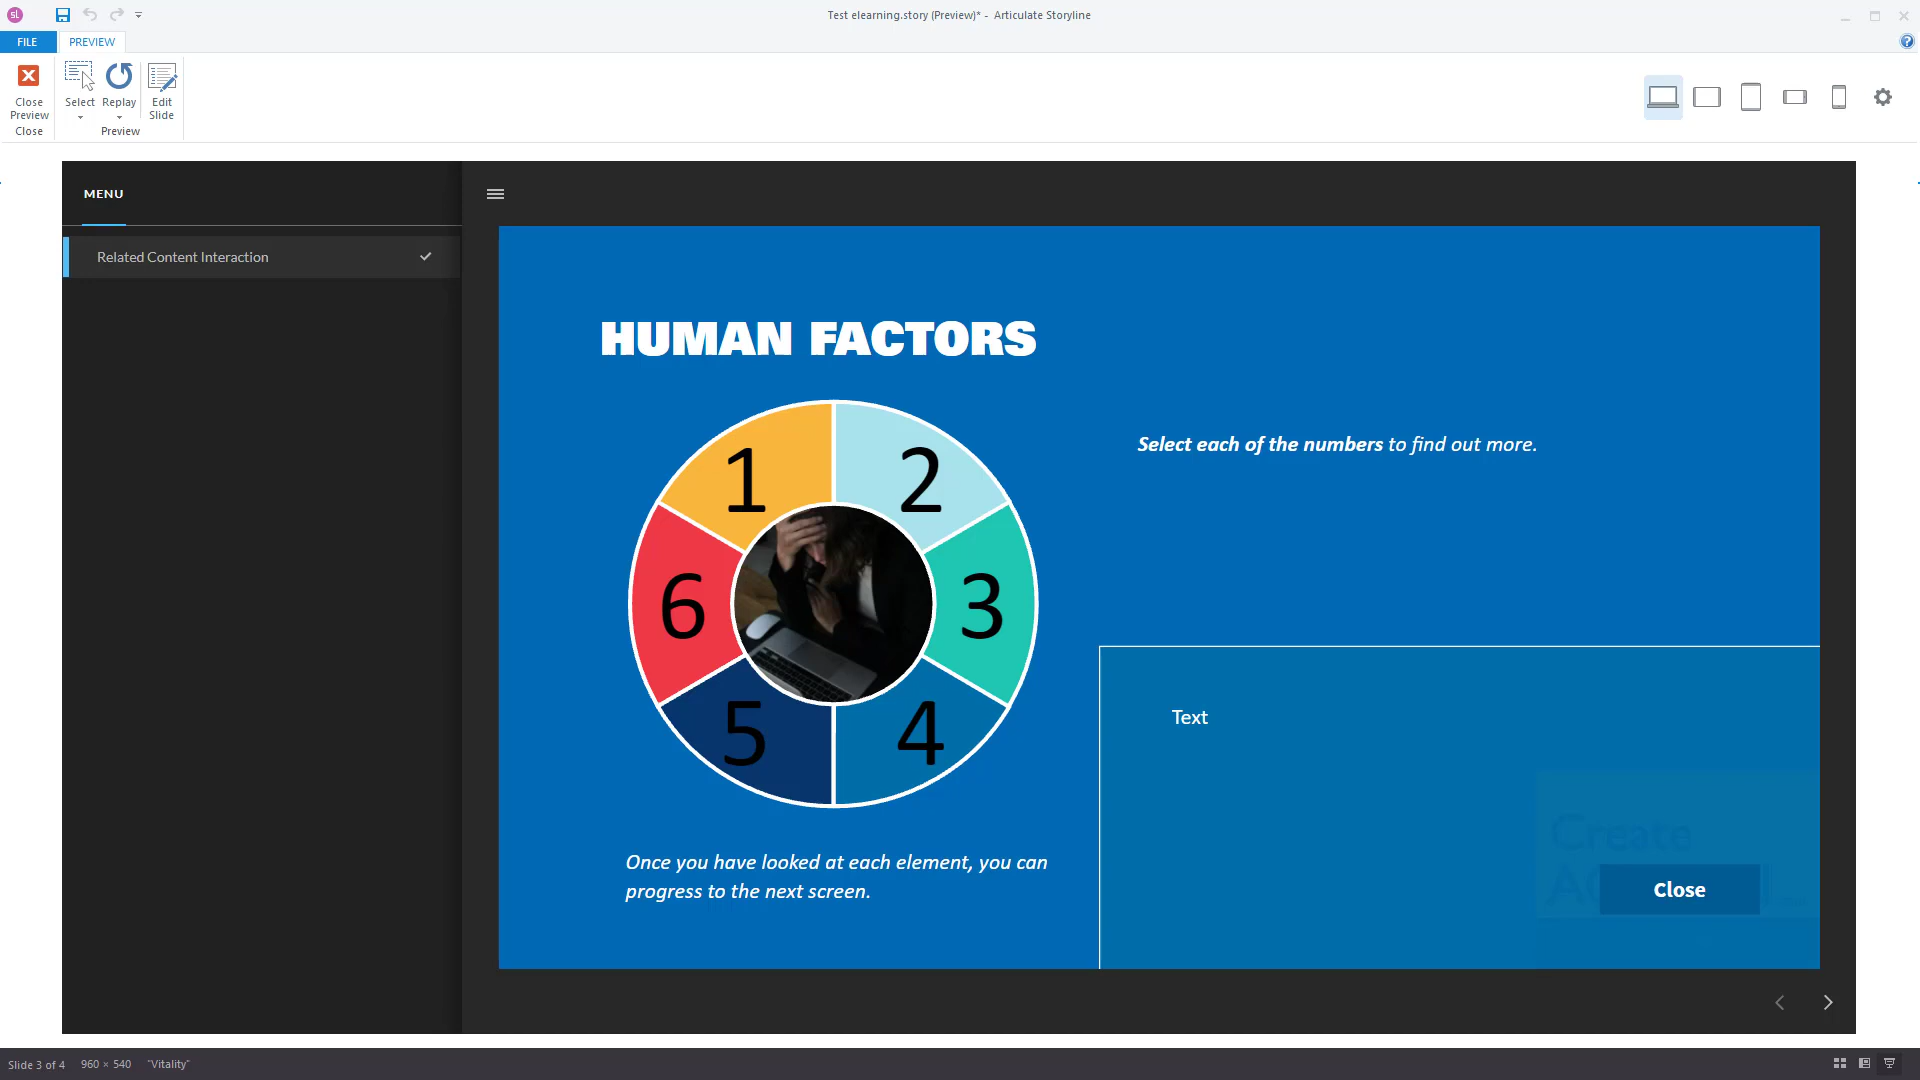 sl
Test elearning.story (Preview)* - Articulate Storyline
FILE
PREVIEW
?
Close
Preview
Select
Replay
Edit
Slide
Close
Preview
MENU
Related Content Interaction
HUMAN FACTORS
1
2
3
4
5
6
Select each of the numbers to find out more.
Text
Create
Close
Once you have looked at each element, you can
progress to the next screen.
Slide 3 of 4
960 × 540
"Vitality"